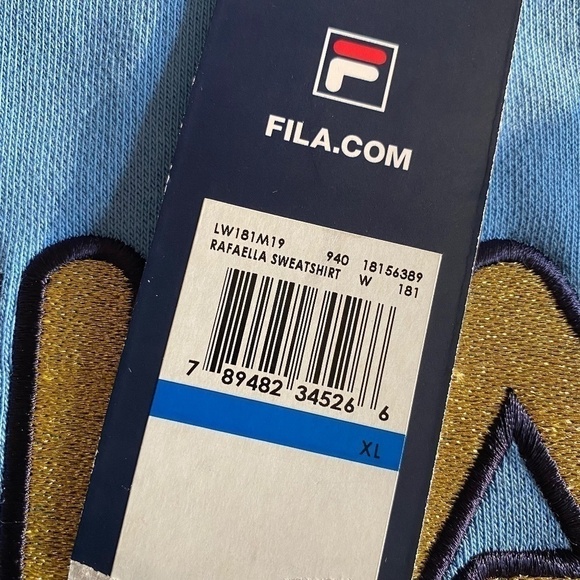 F
FILA.COM
LW181M19 940 18156389
RAFAELLA SWEATSHIRT W 181
7 89482 34526 6
XL